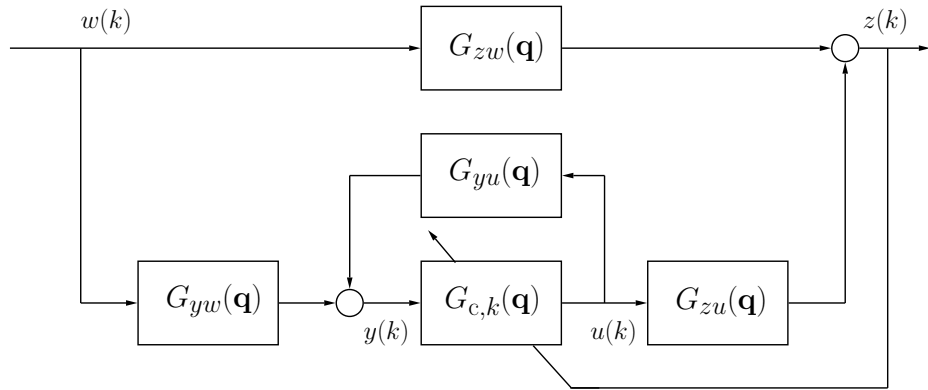 w(k)
z(k)
G_{zw}(𝐪)
G_{yu}(𝐪)
G_{yw}(𝐪)
G_{c,k}(𝐪)
G_{zu}(𝐪)
y(k)
u(k)